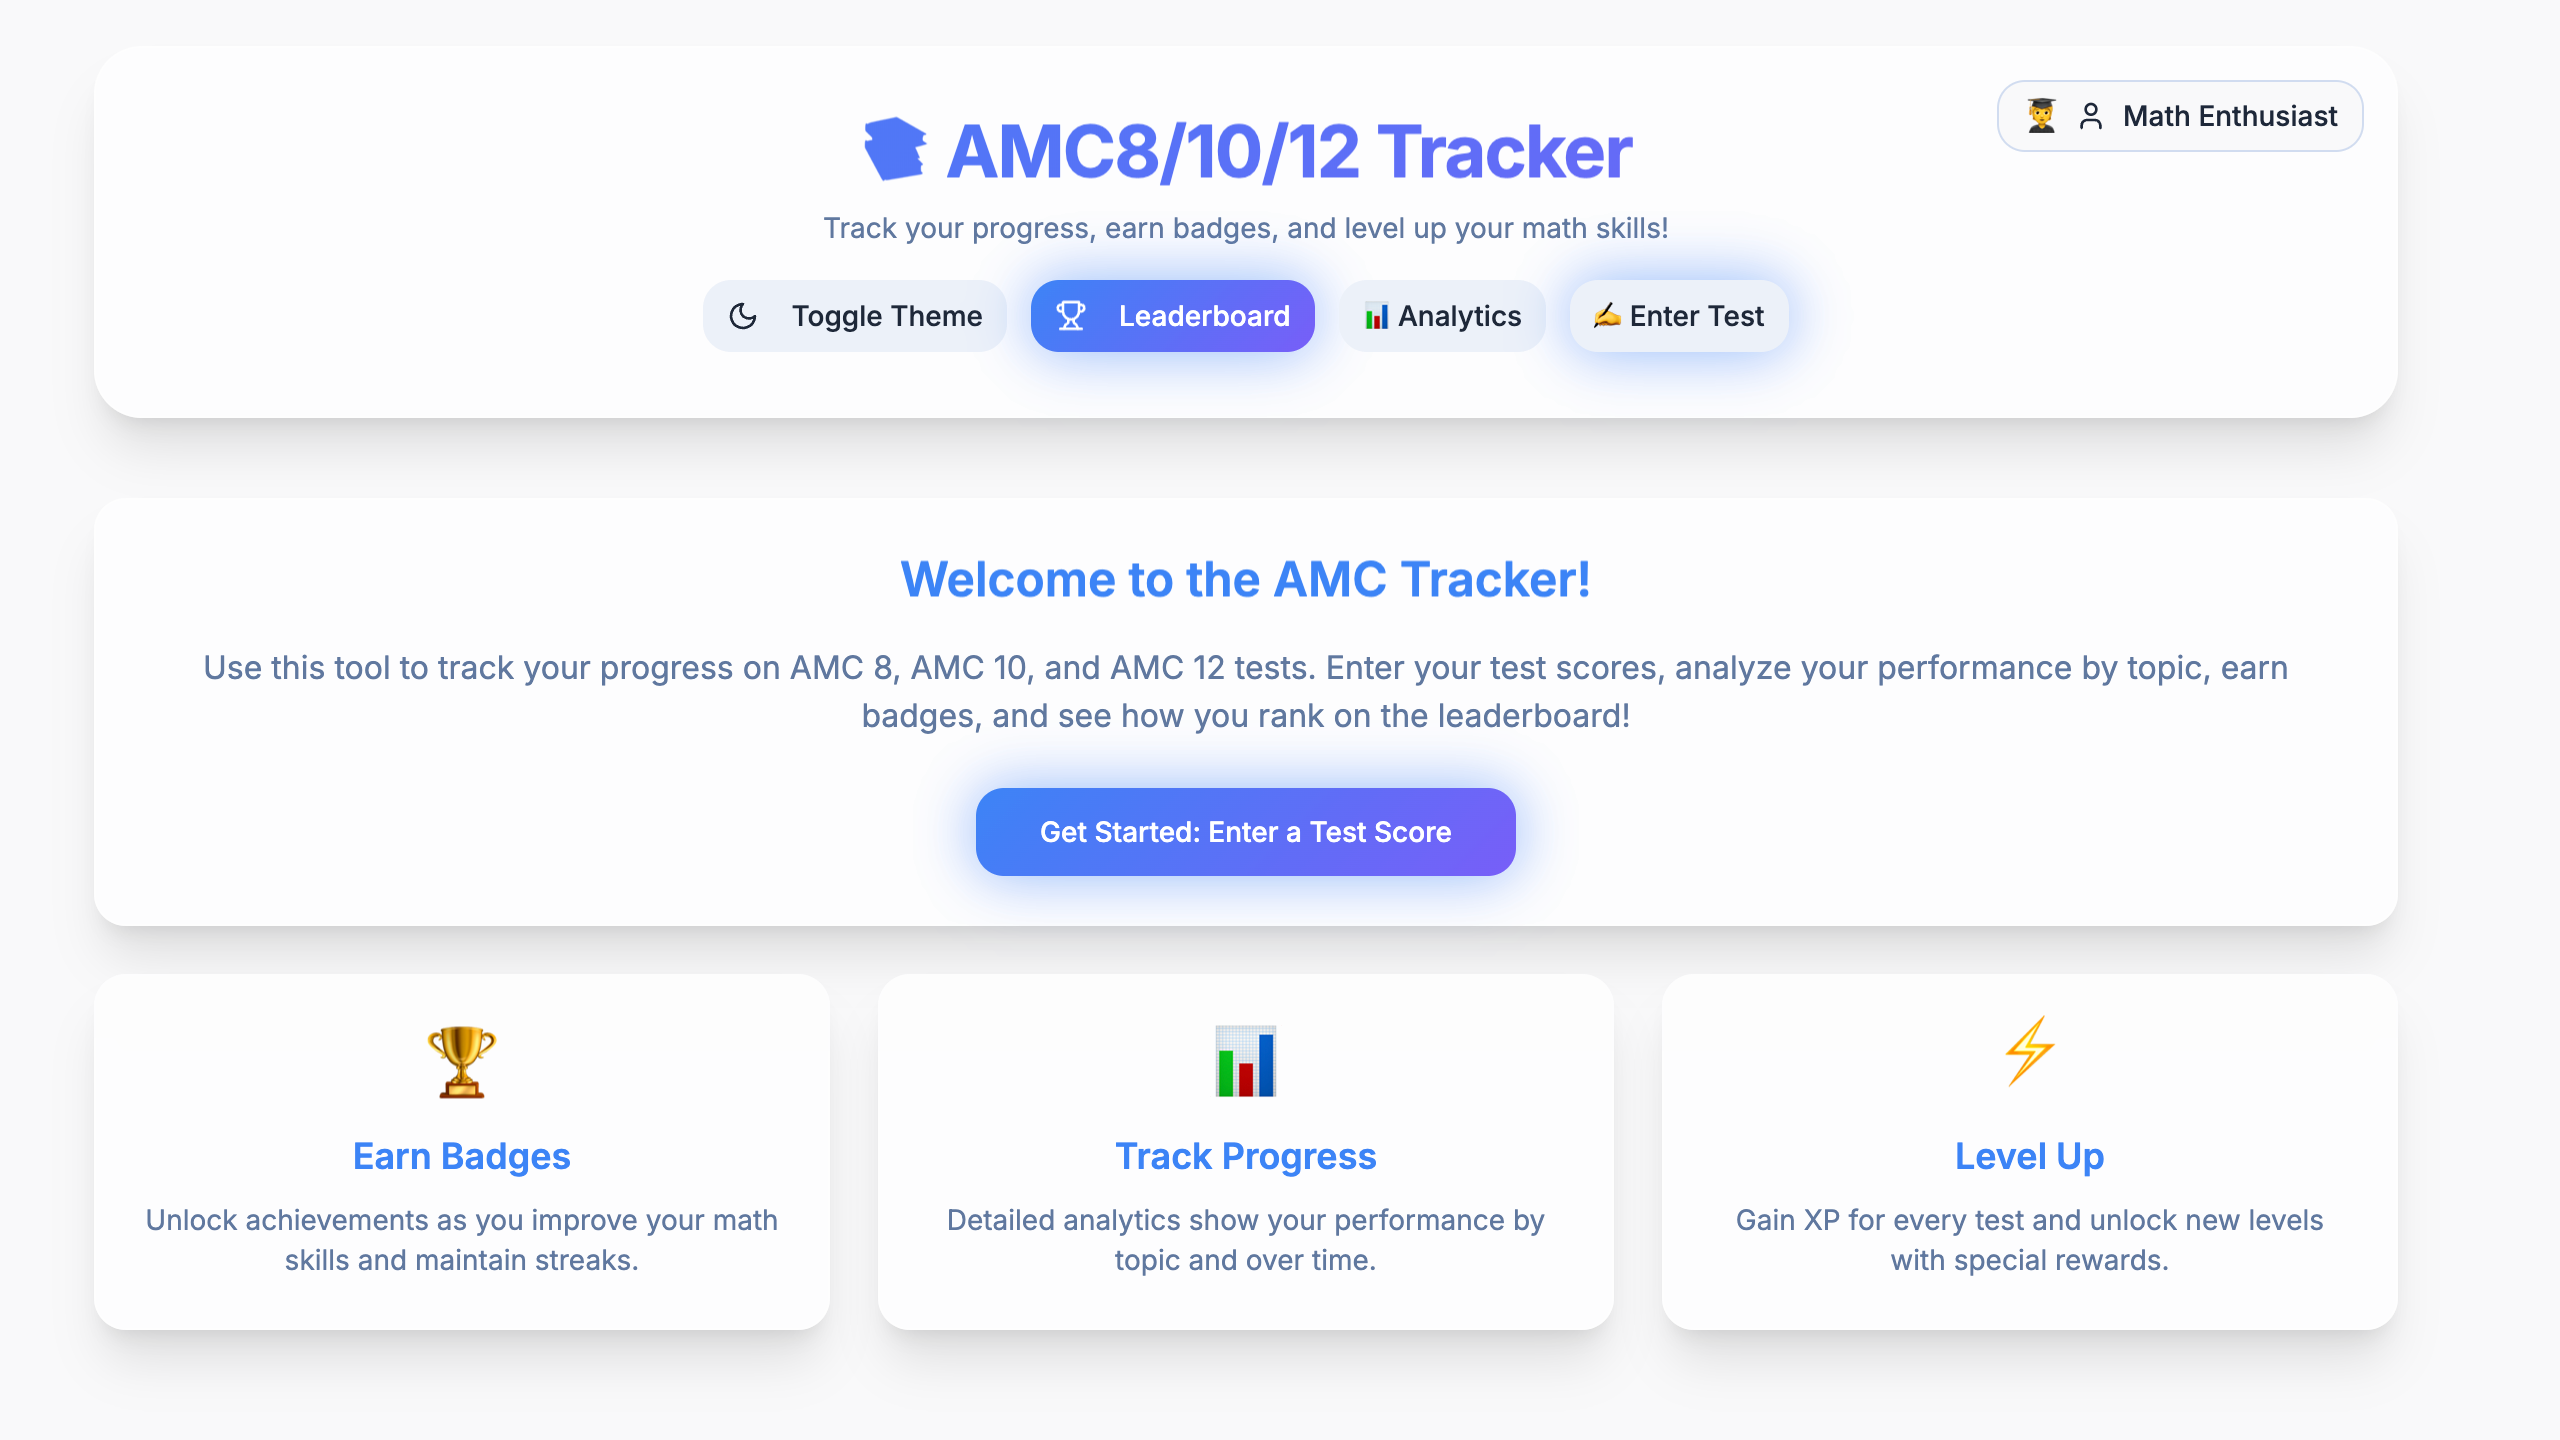 AMC8/10/12 Tracker
Math Enthusiast
Track your progress, earn badges, and level up your math skills!
Toggle Theme
Leaderboard
Analytics
Enter Test
Welcome to the AMC Tracker!
Use this tool to track your progress on AMC 8, AMC 10, and AMC 12 tests. Enter your test scores, analyze your performance by topic, earn
badges, and see how you rank on the leaderboard!
Get Started: Enter a Test Score
Earn Badges
Unlock achievements as you improve your math
skills and maintain streaks.
Track Progress
Detailed analytics show your performance by
topic and over time.
Level Up
Gain XP for every test and unlock new levels
with special rewards.